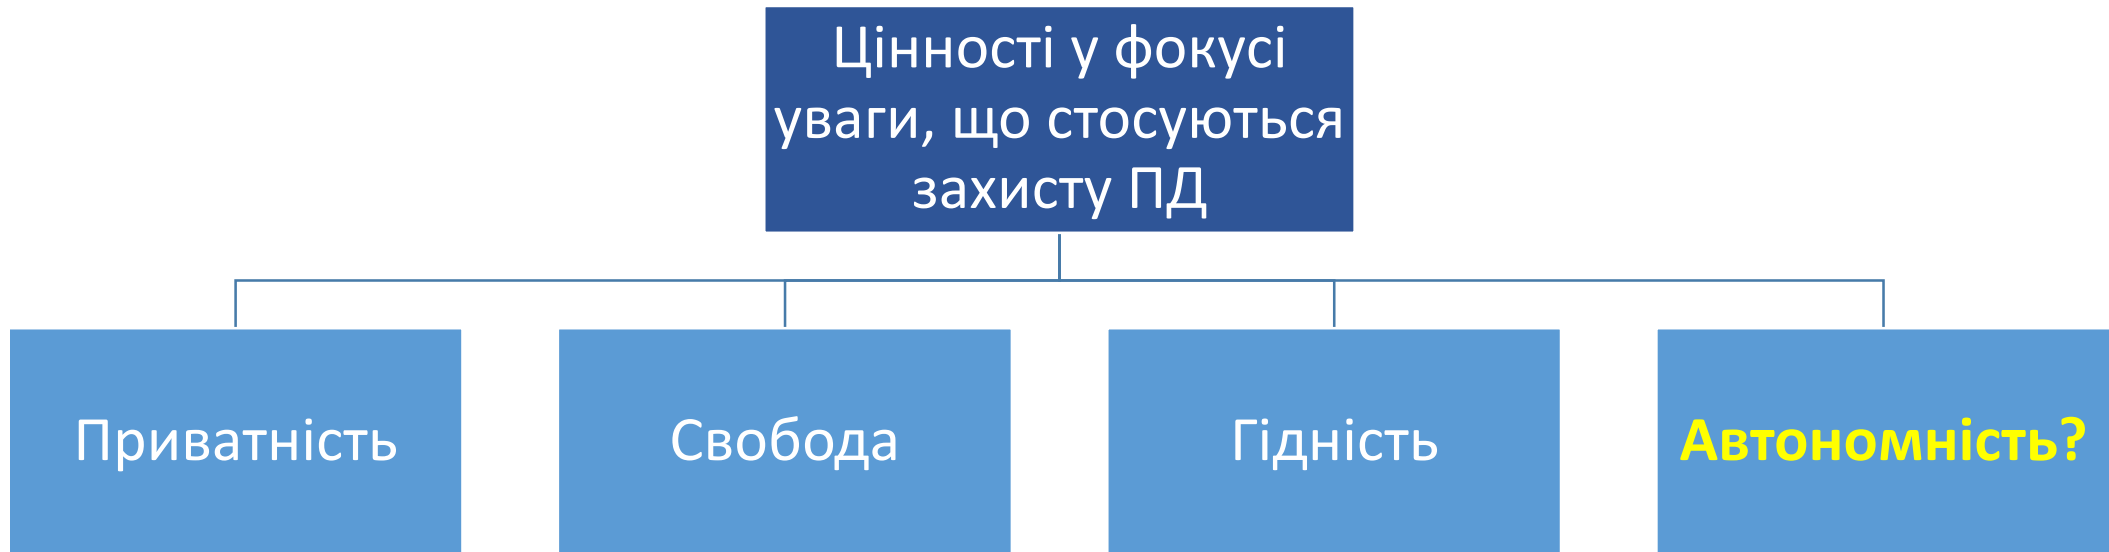 Цінності у фокусі
уваги, що стосуються
захисту ПД
Приватність
Свобода
Гідність
Автономність?